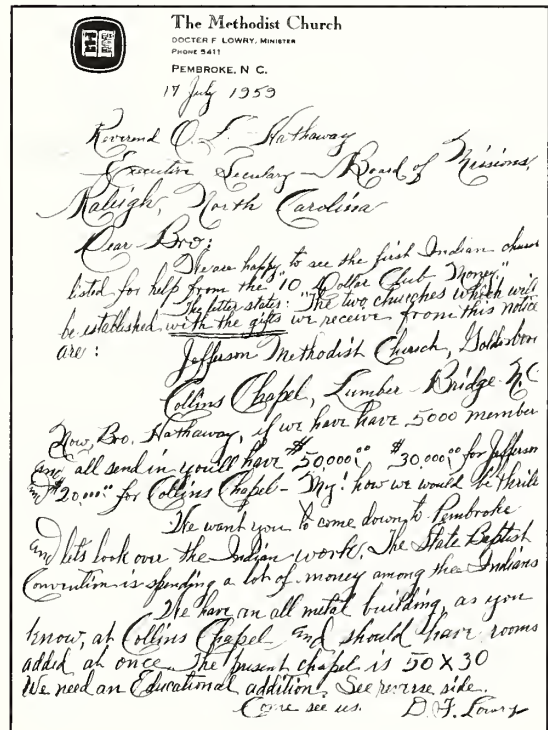 The Methodist Church
DOCTER F LOWRY, MINISTER
PHONE 5411
PEMBROKE, N C.
17 July 1959
Reverend O. L. Hathaway
Executive Secretary - Board of Missions,
Raleigh, North Carolina
Dear Bro:
We are happy to see the first Indian church
listed for help from the "10 Dollar Club Money."
The letter states: "The two churches which will
be established with the gifts we receive from this notice
are:
Jefferson Methodist Church, Goldsboro
Collins Chapel, Lumber Bridge N.C.
Now, Bro. Hathaway, if we have have 5000 member
and all send in you'll have $50,000.00 $30,000.00 for Jefferson
and $20,000.00 for Collins Chapel - My! how we would be thrill
We want you to come down to Pembroke
and lets look over the Indian work. The State Baptist
Convention is spending a lot of money among the Indians
We have an all metal building, as you
know, at Collins Chapel and should have rooms
added at once. The present chapel is 50 X 30
We need an Educational addition. See reverse side.
Come see us. D. F. Lowry